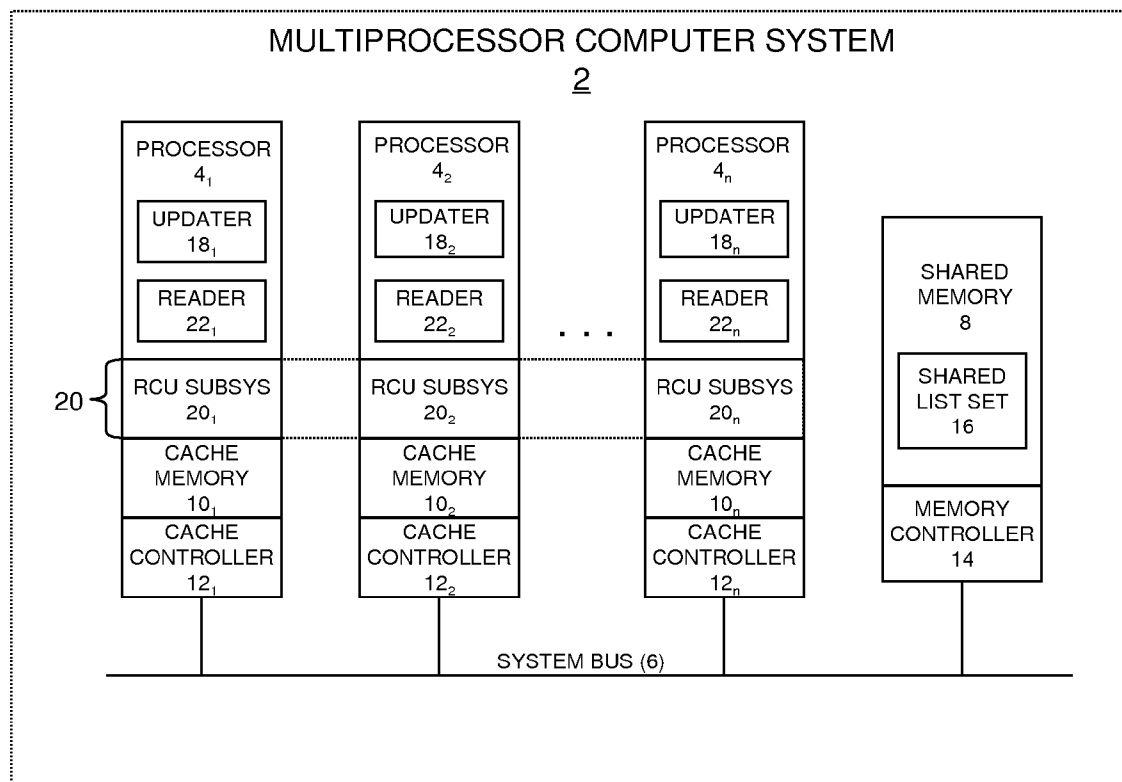 MULTIPROCESSOR COMPUTER SYSTEM
2
PROCESSOR
4₁
UPDATER
18₁
READER
22₁
RCU SUBSYS
20₁
CACHE
MEMORY
10₁
CACHE
CONTROLLER
12₁
PROCESSOR
4₂
UPDATER
18₂
READER
22₂
RCU SUBSYS
20₂
CACHE
MEMORY
10₂
CACHE
CONTROLLER
12₂
. . .
PROCESSOR
4ₙ
UPDATER
18ₙ
READER
22ₙ
RCU SUBSYS
20ₙ
CACHE
MEMORY
10ₙ
CACHE
CONTROLLER
12ₙ
SHARED
MEMORY
8
SHARED
LIST SET
16
MEMORY
CONTROLLER
14
20
SYSTEM BUS (6)